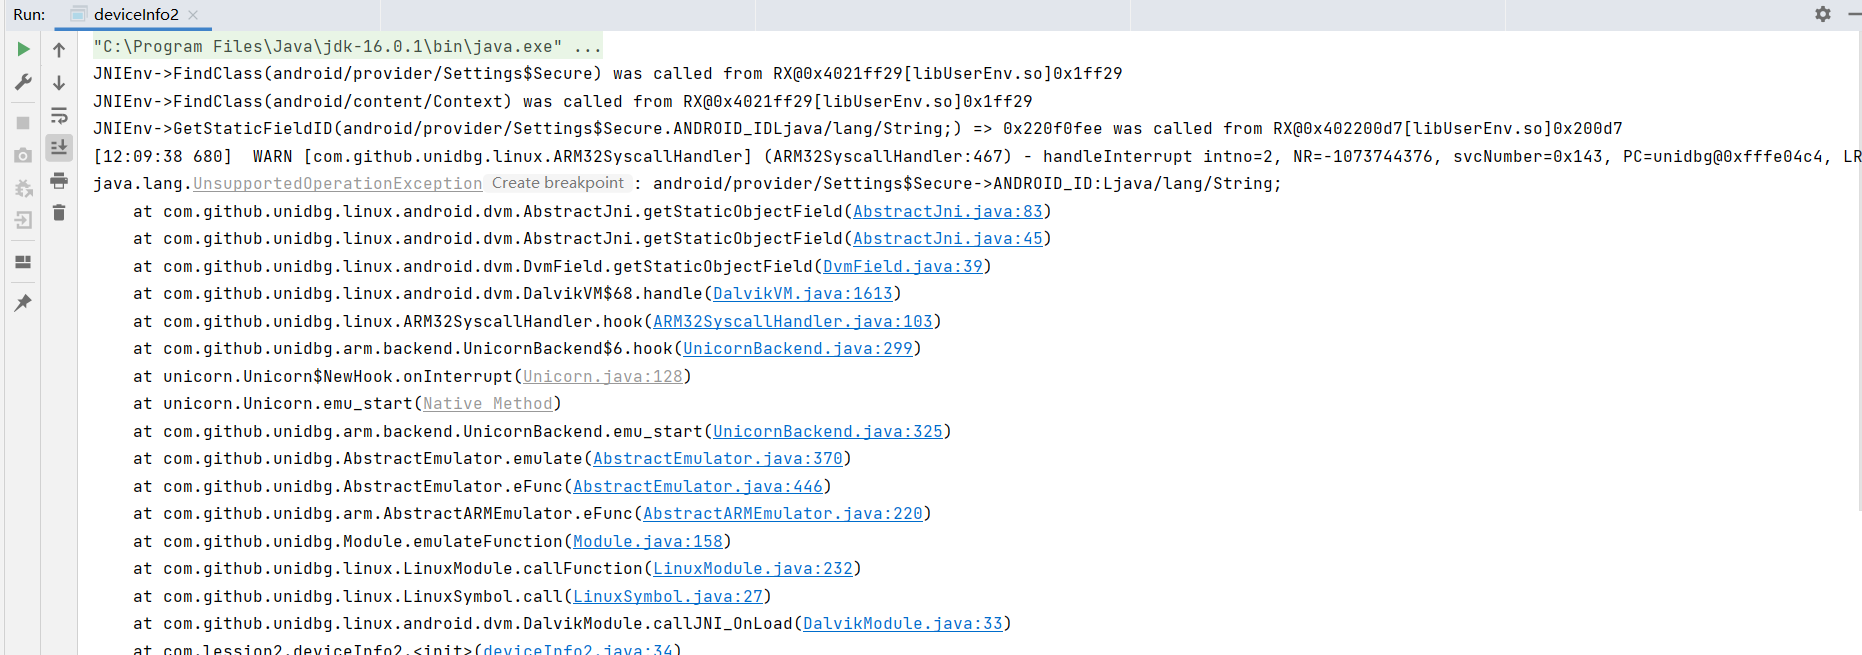 Run: deviceInfo2
"C:\Program Files\Java\jdk-16.0.1\bin\java.exe" ...
JNIEnv->FindClass(android/provider/Settings$Secure) was called from RX@0x4021ff29[libUserEnv.so]0x1ff29
JNIEnv->FindClass(android/content/Context) was called from RX@0x4021ff29[libUserEnv.so]0x1ff29
JNIEnv->GetStaticFieldID(android/provider/Settings$Secure.ANDROID_IDLjava/lang/String;) => 0x220f0fee was called from RX@0x402200d7[libUserEnv.so]0x200d7
[12:09:38 680]  WARN [com.github.unidbg.linux.ARM32SyscallHandler] (ARM32SyscallHandler:467) - handleInterrupt intno=2, NR=-1073744376, svcNumber=0x143, PC=unidbg@0xfffe04c4, LR
java.lang.UnsupportedOperationException Create breakpoint : android/provider/Settings$Secure->ANDROID_ID:Ljava/lang/String;
    at com.github.unidbg.linux.android.dvm.AbstractJni.getStaticObjectField(AbstractJni.java:83)
    at com.github.unidbg.linux.android.dvm.AbstractJni.getStaticObjectField(AbstractJni.java:45)
    at com.github.unidbg.linux.android.dvm.DvmField.getStaticObjectField(DvmField.java:39)
    at com.github.unidbg.linux.android.dvm.DalvikVM$68.handle(DalvikVM.java:1613)
    at com.github.unidbg.linux.ARM32SyscallHandler.hook(ARM32SyscallHandler.java:103)
    at com.github.unidbg.arm.backend.UnicornBackend$6.hook(UnicornBackend.java:299)
    at unicorn.Unicorn$NewHook.onInterrupt(Unicorn.java:128)
    at unicorn.Unicorn.emu_start(Native Method)
    at com.github.unidbg.arm.backend.UnicornBackend.emu_start(UnicornBackend.java:325)
    at com.github.unidbg.AbstractEmulator.emulate(AbstractEmulator.java:370)
    at com.github.unidbg.AbstractEmulator.eFunc(AbstractEmulator.java:446)
    at com.github.unidbg.arm.AbstractARMEmulator.eFunc(AbstractARMEmulator.java:220)
    at com.github.unidbg.Module.emulateFunction(Module.java:158)
    at com.github.unidbg.linux.LinuxModule.callFunction(LinuxModule.java:232)
    at com.github.unidbg.linux.LinuxSymbol.call(LinuxSymbol.java:27)
    at com.github.unidbg.linux.android.dvm.DalvikModule.callJNI_OnLoad(DalvikModule.java:33)
    at com.lession2.deviceInfo2.<init>(deviceInfo2.java:34)